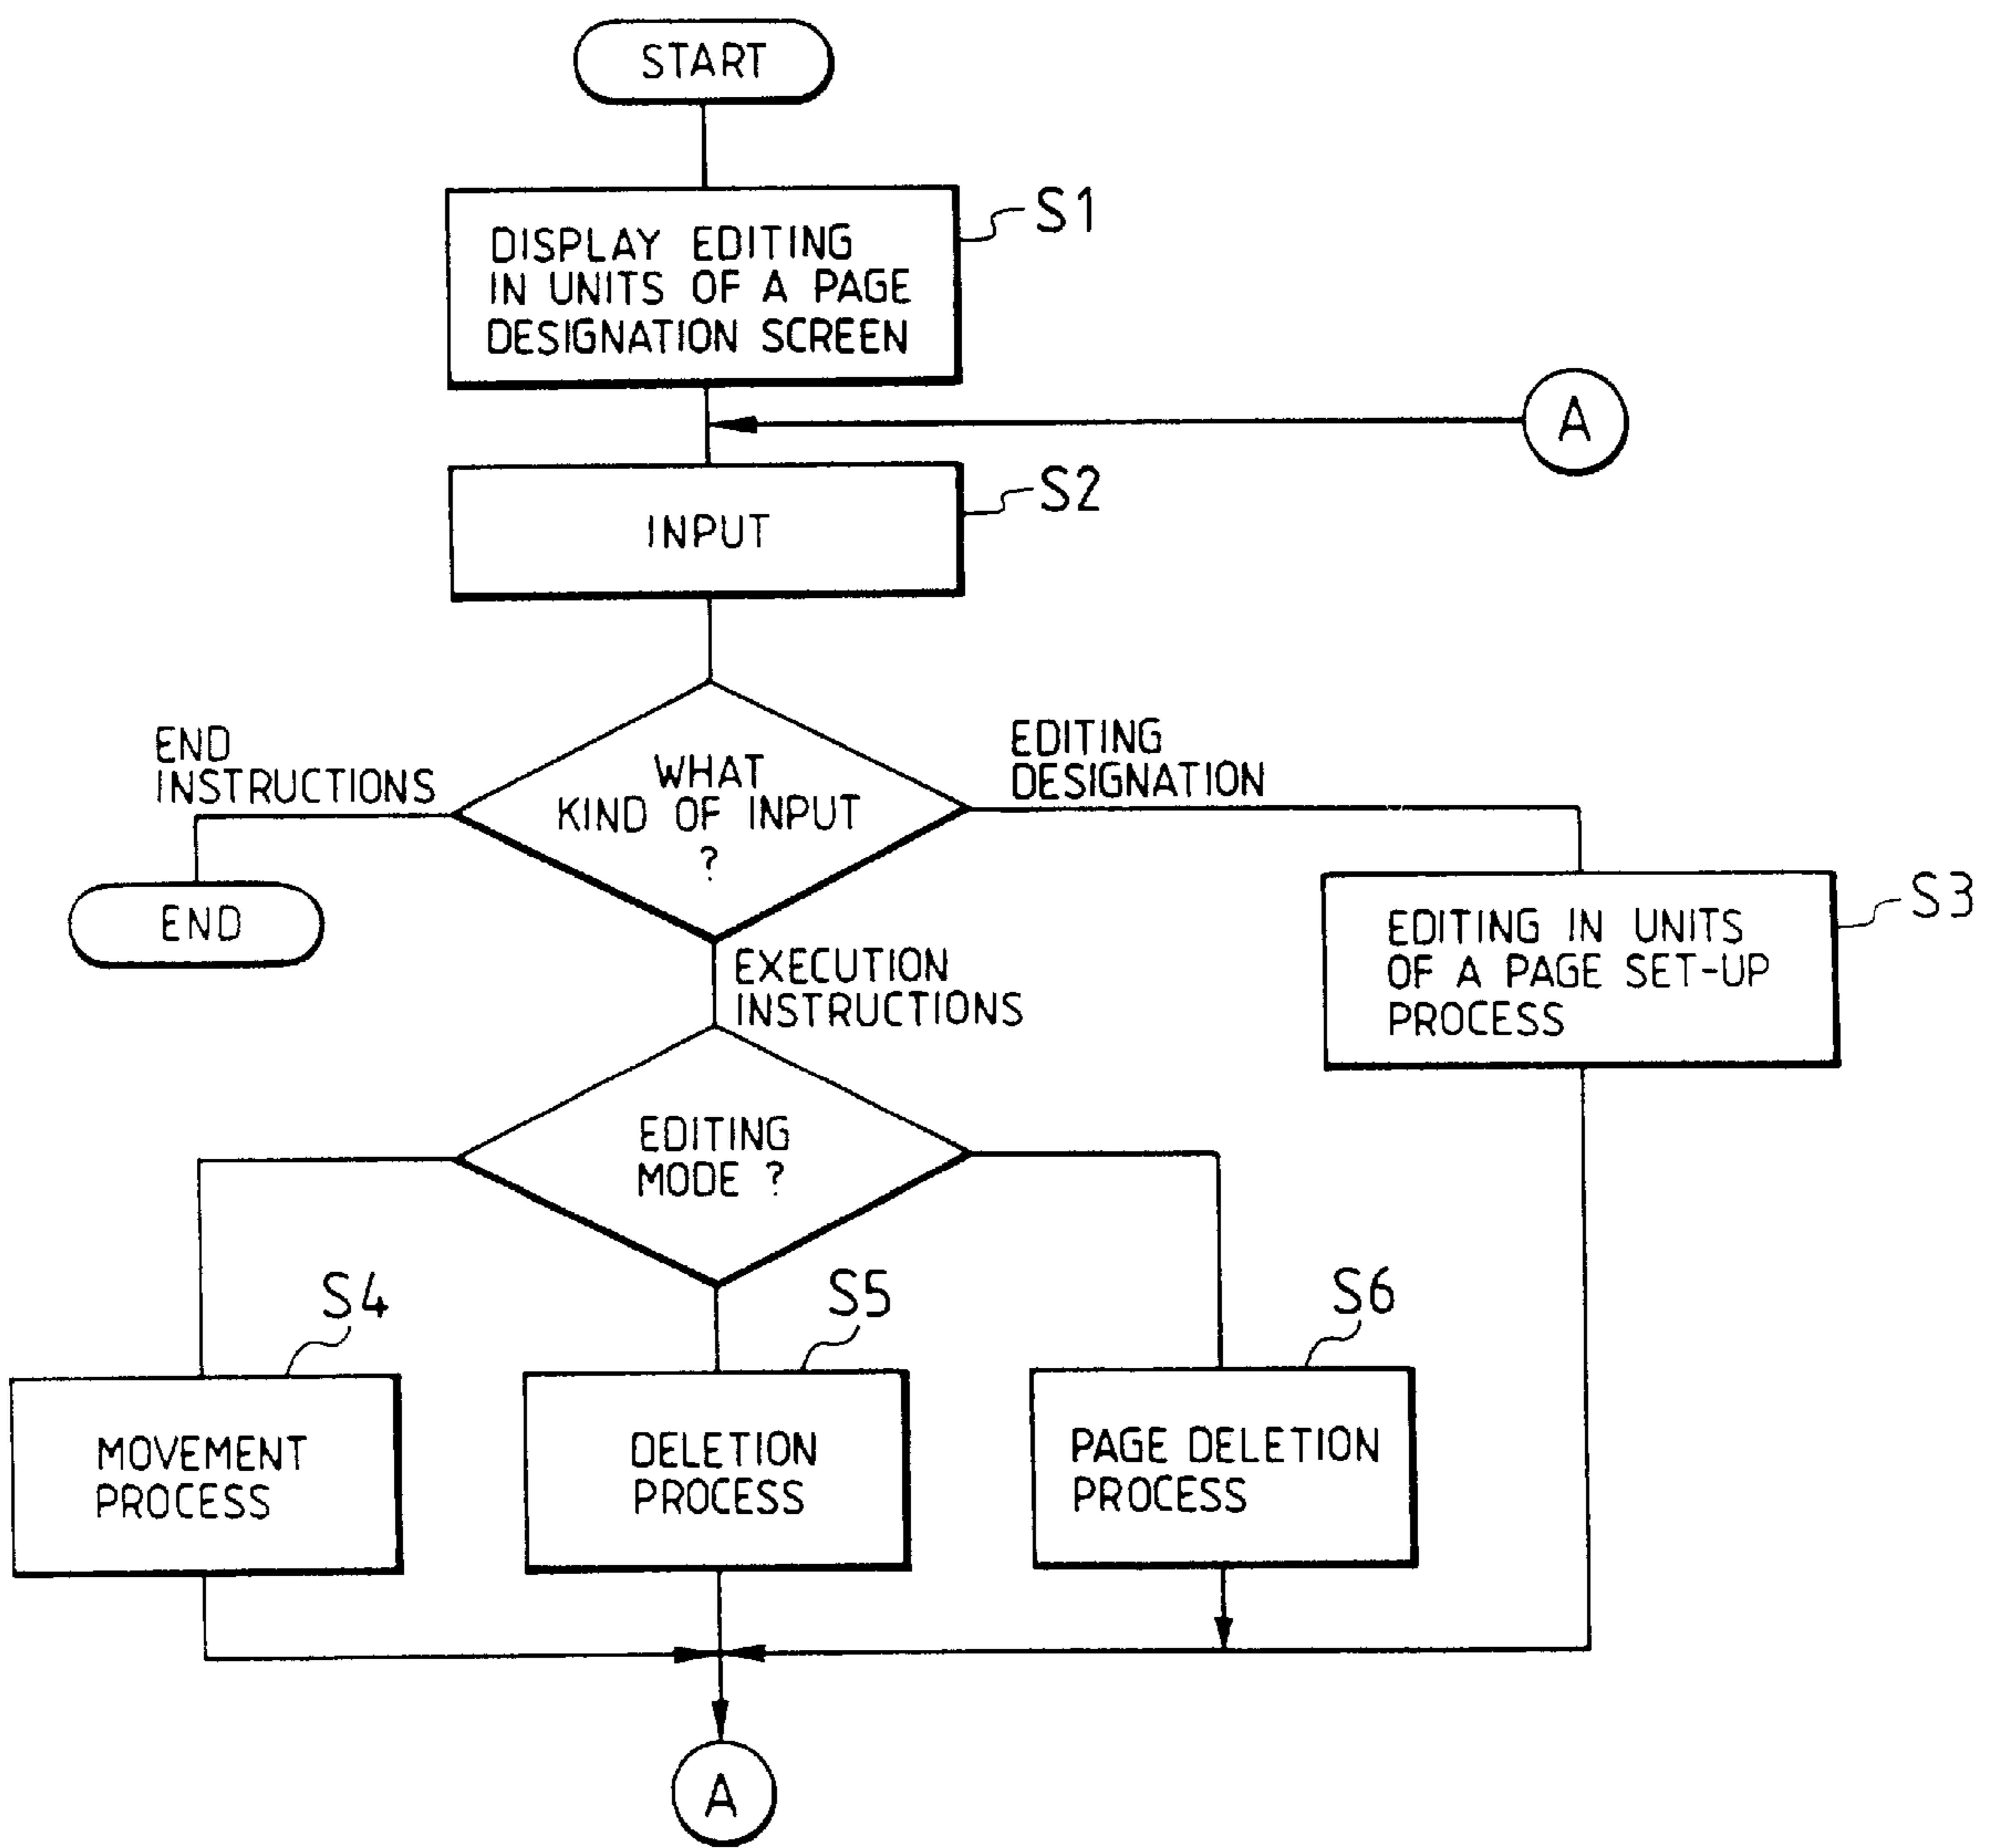 START
S1
DISPLAY EDITING
IN UNITS OF A PAGE
DESIGNATION SCREEN
A
S2
INPUT
END
INSTRUCTIONS
WHAT
KIND OF INPUT
?
EDITING
DESIGNATION
END
S3
EDITING IN UNITS
OF A PAGE SET-UP
PROCESS
EXECUTION
INSTRUCTIONS
EDITING
MODE ?
S4
S5
S6
MOVEMENT
PROCESS
DELETION
PROCESS
PAGE DELETION
PROCESS
A